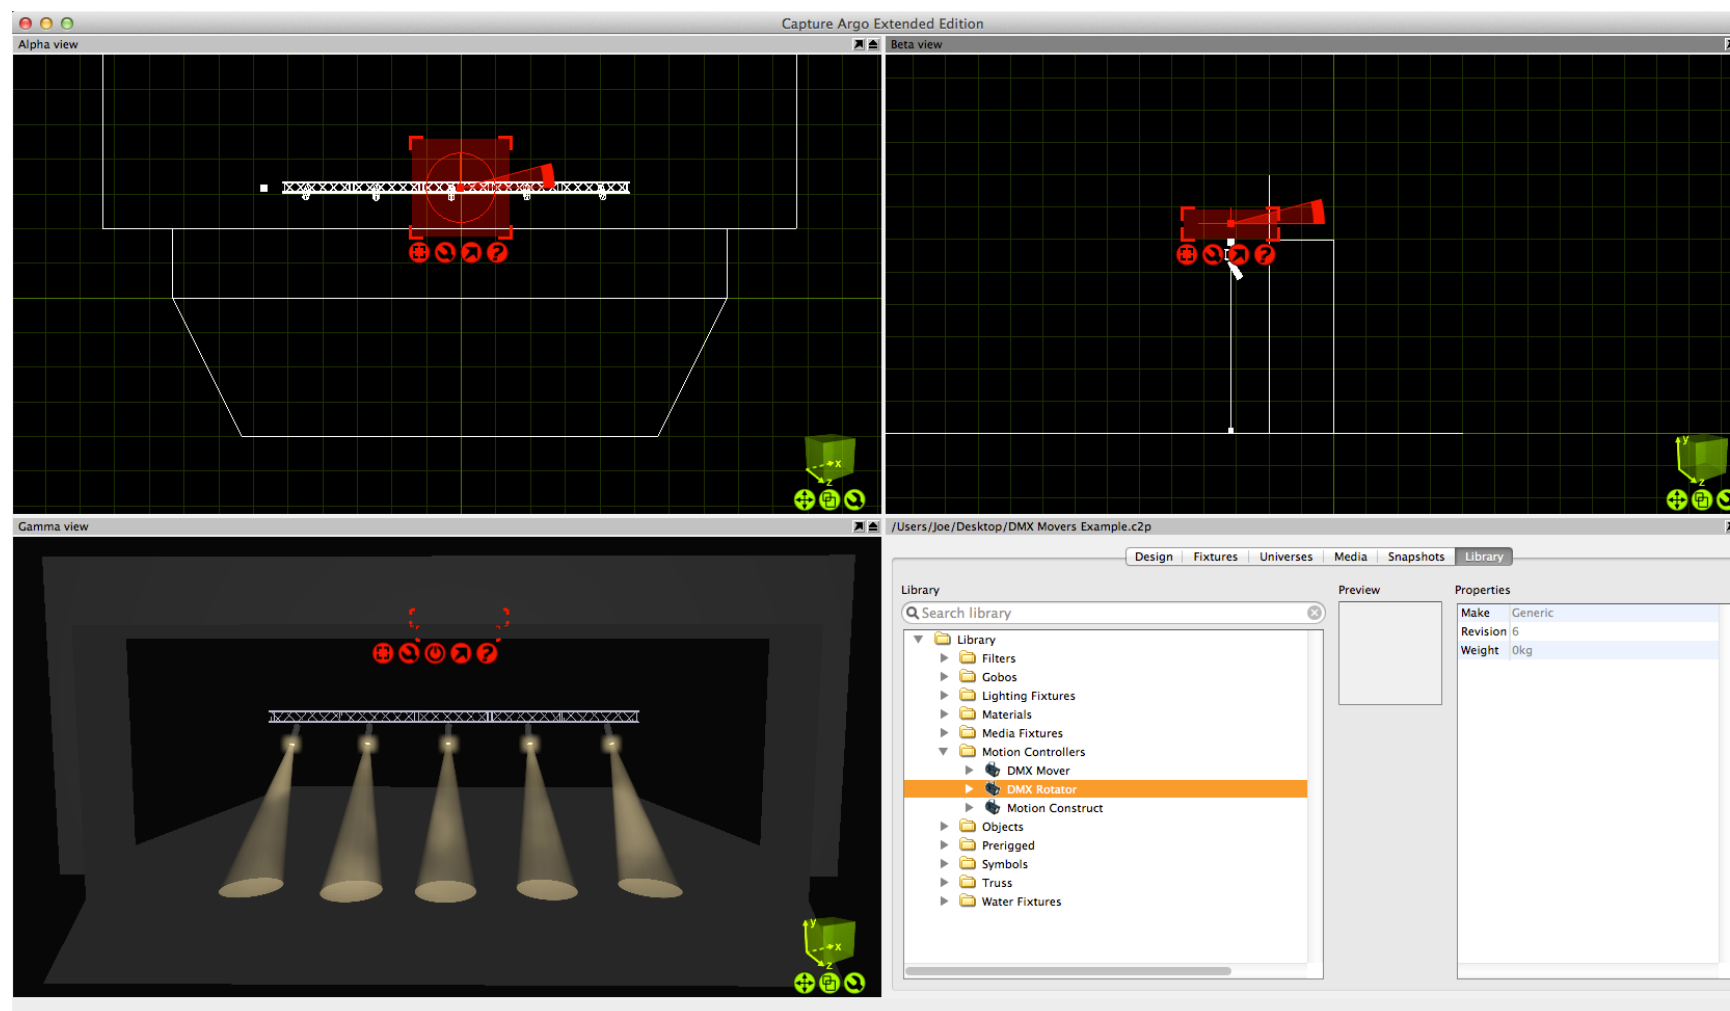 Capture Argo Extended Edition
Alpha view
Beta view
x
z
y
z
Gamma view
/Users/Joe/Desktop/DMX Movers Example.c2p
Design Fixtures Universes Media Snapshots Library
Library
Preview
Properties
Search library
Make Generic
Revision 6
Weight 0kg
Library
Filters
Gobos
Lighting Fixtures
Materials
Media Fixtures
Motion Controllers
DMX Mover
DMX Rotator
Motion Construct
Objects
Prerigged
Symbols
Truss
Water Fixtures
y
x
z